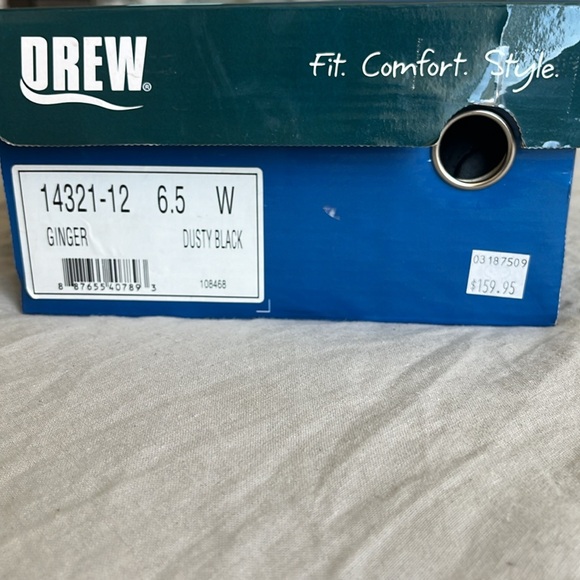 DREW®
Fit. Comfort. Style.
14321-12 6.5 W
GINGER DUSTY BLACK
8 87655 40789 3
108468
03187509
$159.95